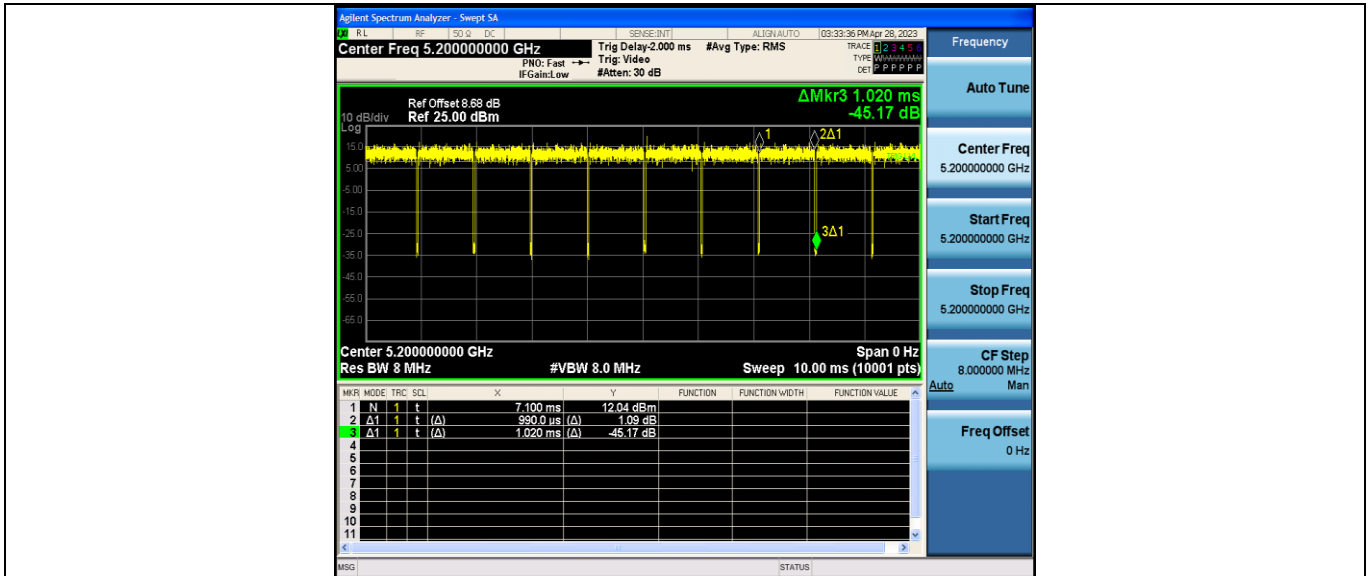 Agilent Spectrum Analyzer - Swept SA
LXI RL RF 50 Ω DC SENSE:INT ALIGNAUTO 03:33:36 PM Apr 28, 2023
Center Freq 5.200000000 GHz
PNO: Fast
IFGain:Low
Trig Delay-2.000 ms
Trig: Video
#Atten: 30 dB
#Avg Type: RMS
TRACE 1 2 3 4 5 6
TYPE
DET P P P P P P
Frequency
Auto Tune
Center Freq
5.200000000 GHz
Start Freq
5.200000000 GHz
Stop Freq
5.200000000 GHz
CF Step
8.000000 MHz
Auto Man
Freq Offset
0 Hz
ΔMkr3 1.020 ms
-45.17 dB
Ref Offset 8.68 dB
10 dB/div Ref 25.00 dBm
Log
15.0
5.00
-5.00
-15.0
-25.0
-35.0
-45.0
-55.0
-65.0
1
2Δ1
3Δ1
Center 5.200000000 GHz Span 0 Hz
Res BW 8 MHz #VBW 8.0 MHz Sweep 10.00 ms (10001 pts)
MKR MODE TRC SCL X Y FUNCTION FUNCTION WIDTH FUNCTION VALUE
1 N 1 t 7.100 ms 12.04 dBm
2 Δ1 1 t (Δ) 990.0 µs (Δ) 1.09 dB
3 Δ1 1 t (Δ) 1.020 ms (Δ) -45.17 dB
4
5
6
7
8
9
10
11
MSG STATUS